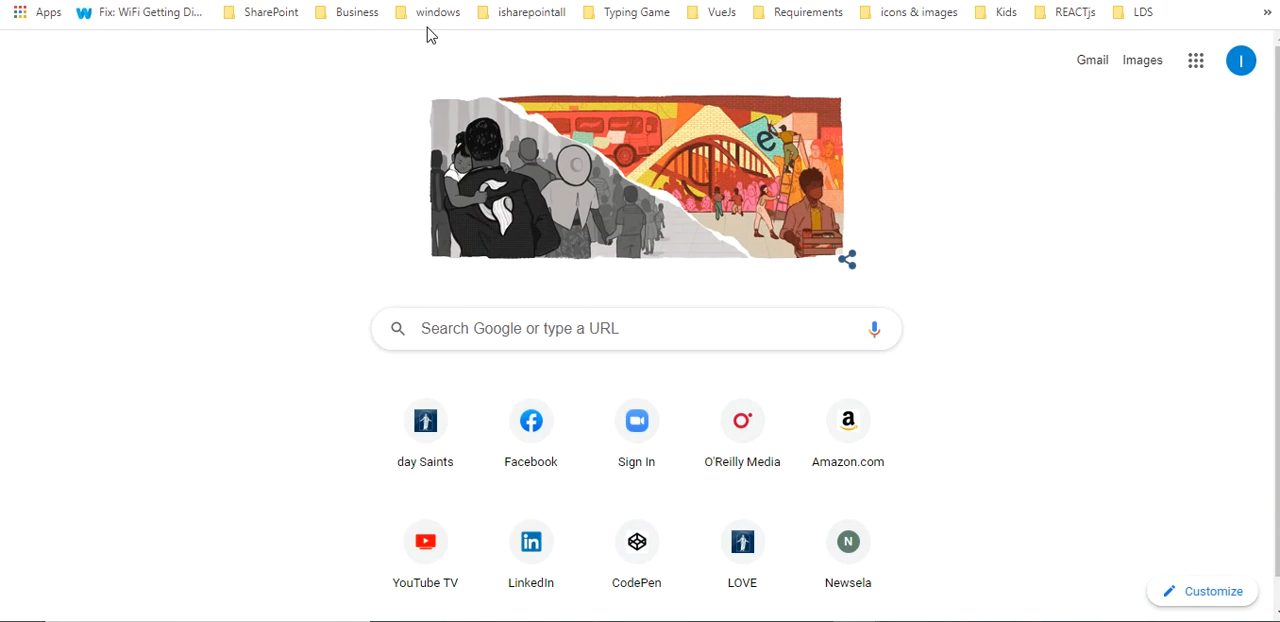 Apps Fix: WiFi Getting Di... SharePoint Business windows isharepointall Typing Game VueJs Requirements icons & images Kids REACTjs LDS »
Gmail Images I
e
Search Google or type a URL
day Saints Facebook Sign In O'Reilly Media Amazon.com
N
YouTube TV LinkedIn CodePen LOVE Newsela
Customize